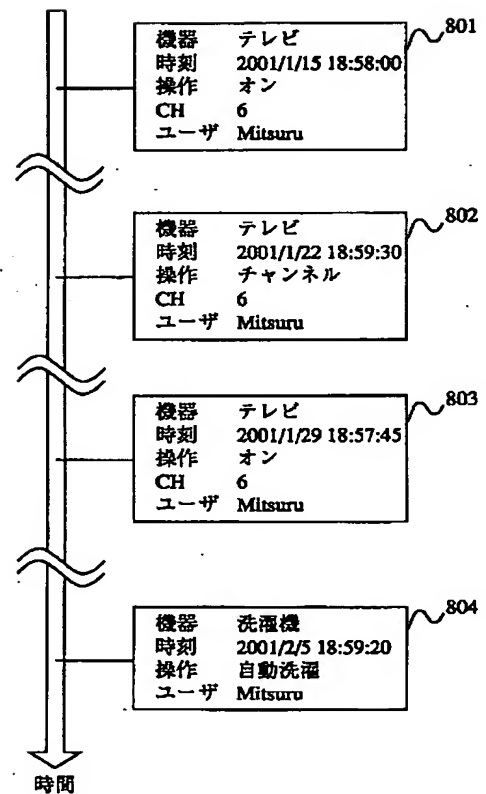 801
機器 テレビ
時刻 2001/1/15 18:58:00
操作 オン
CH 6
ユーザ Mitsuru
802
機器 テレビ
時刻 2001/1/22 18:59:30
操作 チャンネル
CH 6
ユーザ Mitsuru
803
機器 テレビ
時刻 2001/1/29 18:57:45
操作 オン
CH 6
ユーザ Mitsuru
804
機器 洗濯機
時刻 2001/2/5 18:59:20
操作 自動洗濯
ユーザ Mitsuru
時間